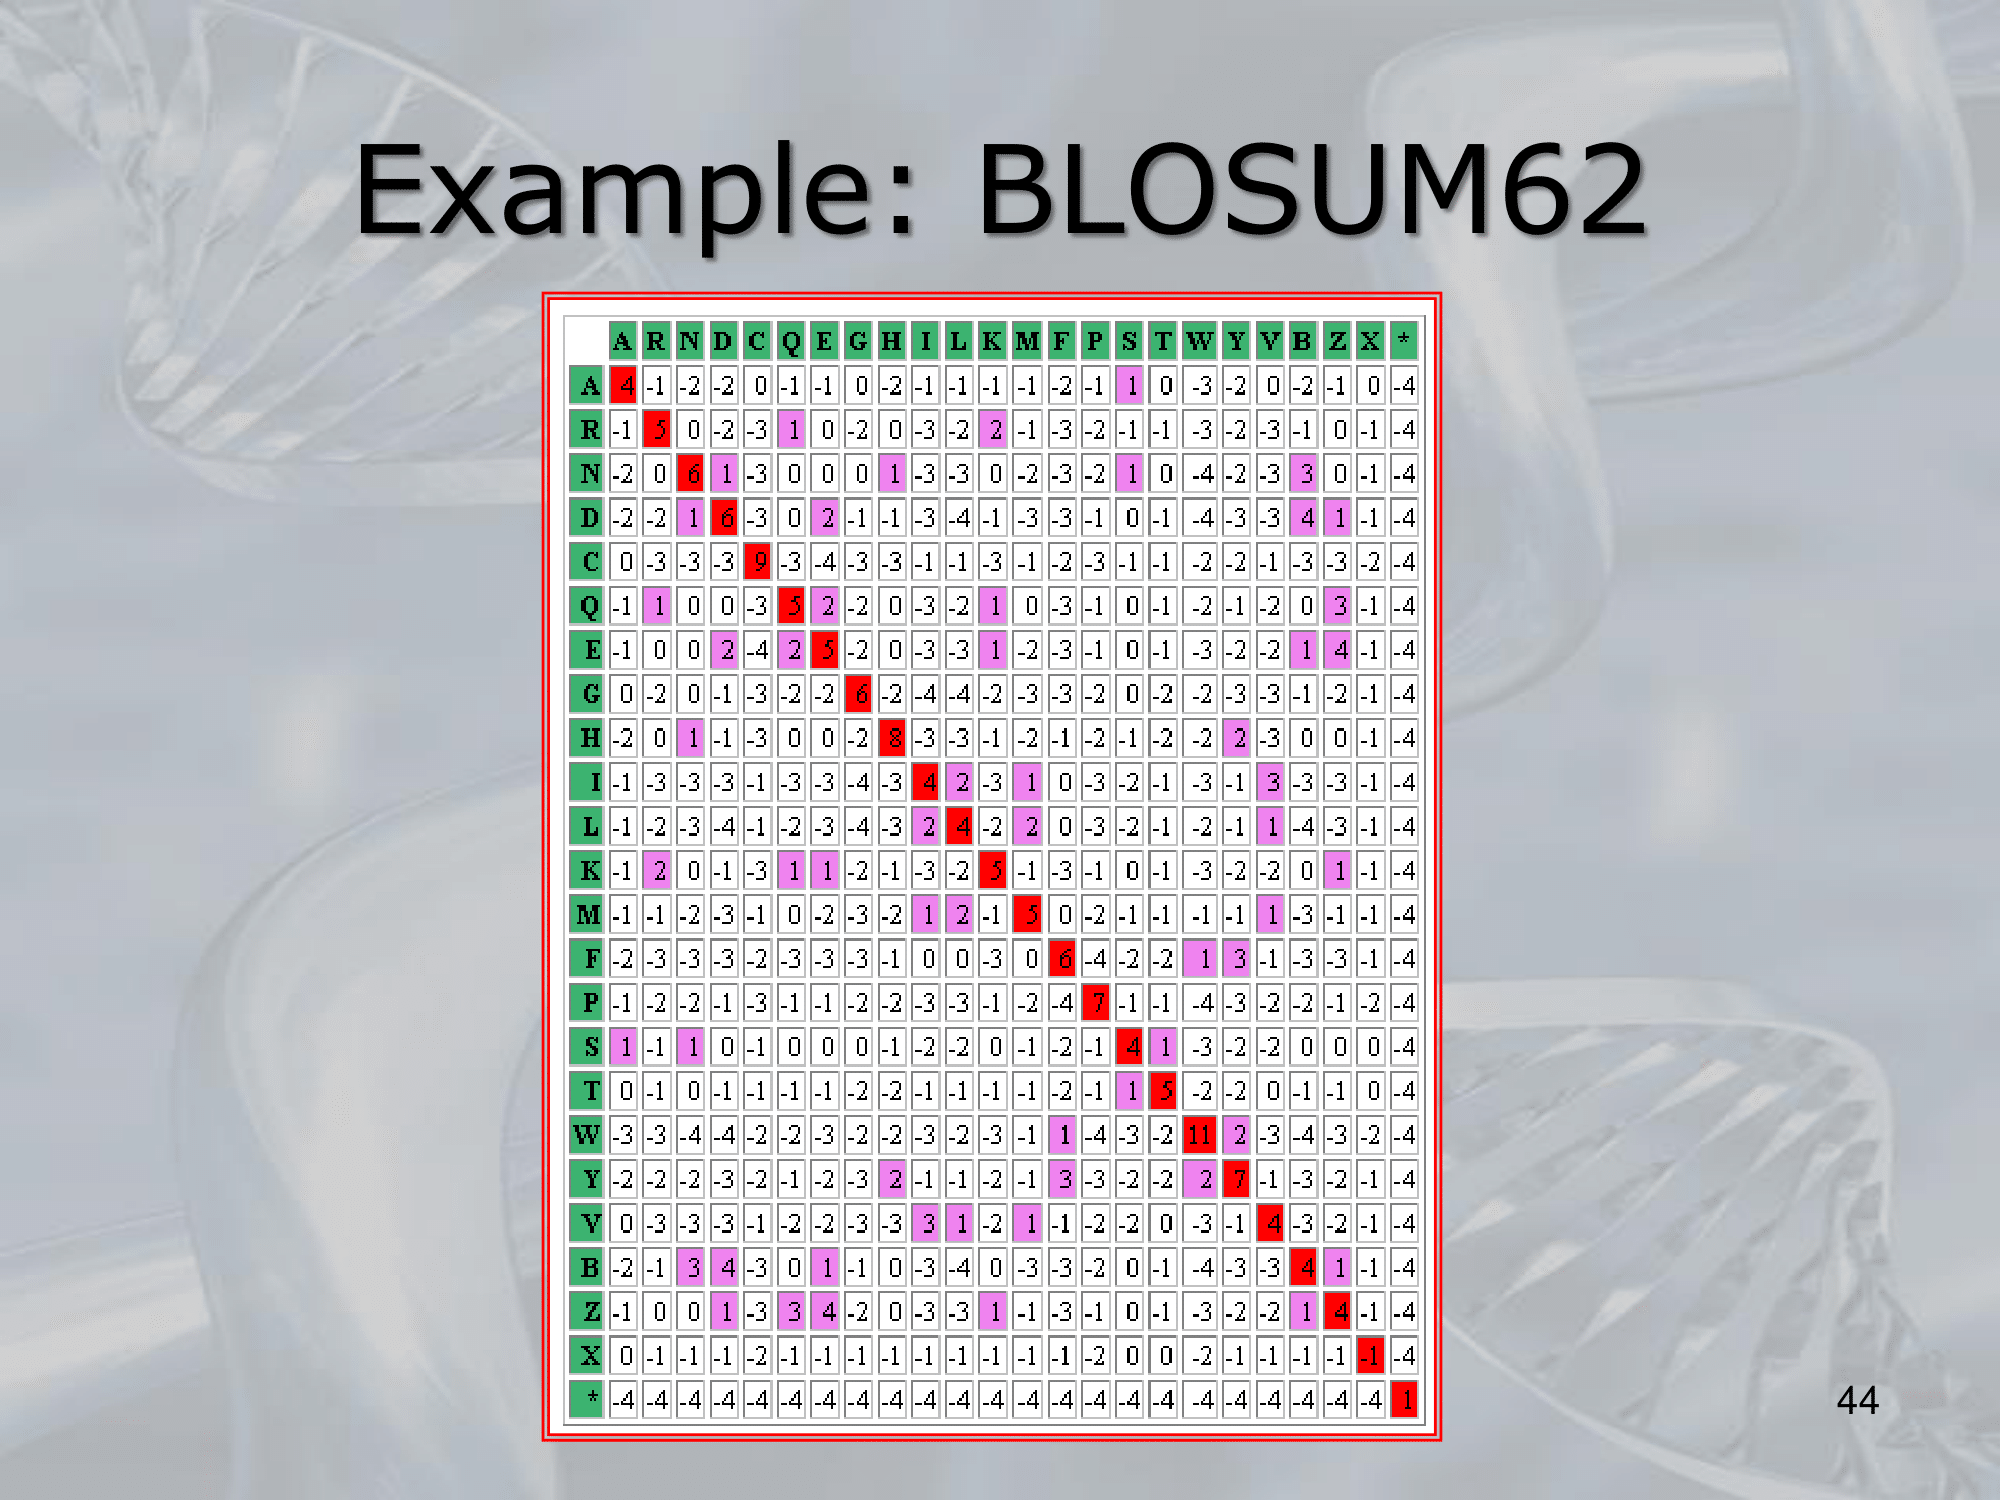 Example: BLOSUM62
A R N D C Q E G H I L K M F P S T W Y V B Z X *
A 4 -1 -2 -2 0 -1 -1 0 -2 -1 -1 -1 -1 -2 -1 1 0 -3 -2 0 -2 -1 0 -4
R -1 5 0 -2 -3 1 0 -2 0 -3 -2 2 -1 -3 -2 -1 -1 -3 -2 -3 -1 0 -1 -4
N -2 0 6 1 -3 0 0 0 1 -3 -3 0 -2 -3 -2 1 0 -4 -2 -3 3 0 -1 -4
D -2 -2 1 6 -3 0 2 -1 -1 -3 -4 -1 -3 -3 -1 0 -1 -4 -3 -3 4 1 -1 -4
C 0 -3 -3 -3 9 -3 -4 -3 -3 -1 -1 -3 -1 -2 -3 -1 -1 -2 -2 -1 -3 -3 -2 -4
Q -1 1 0 0 -3 5 2 -2 0 -3 -2 1 0 -3 -1 0 -1 -2 -1 -2 0 3 -1 -4
E -1 0 0 2 -4 2 5 -2 0 -3 -3 1 -2 -3 -1 0 -1 -3 -2 -2 1 4 -1 -4
G 0 -2 0 -1 -3 -2 -2 6 -2 -4 -4 -2 -3 -3 -2 0 -2 -2 -3 -3 -1 -2 -1 -4
H -2 0 1 -1 -3 0 0 -2 8 -3 -3 -1 -2 -1 -2 -1 -2 -2 2 -3 0 0 -1 -4
I -1 -3 -3 -3 -1 -3 -3 -4 -3 4 2 -3 1 0 -3 -2 -1 -3 -1 3 -3 -3 -1 -4
L -1 -2 -3 -4 -1 -2 -3 -4 -3 2 4 -2 2 0 -3 -2 -1 -2 -1 1 -4 -3 -1 -4
K -1 2 0 -1 -3 1 1 -2 -1 -3 -2 5 -1 -3 -1 0 -1 -3 -2 -2 0 1 -1 -4
M -1 -1 -2 -3 -1 0 -2 -3 -2 1 2 -1 5 0 -2 -1 -1 -1 -1 1 -3 -1 -1 -4
F -2 -3 -3 -3 -2 -3 -3 -3 -1 0 0 -3 0 6 -4 -2 -2 1 3 -1 -3 -3 -1 -4
P -1 -2 -2 -1 -3 -1 -1 -2 -2 -3 -3 -1 -2 -4 7 -1 -1 -4 -3 -2 -2 -1 -2 -4
S 1 -1 1 0 -1 0 0 0 -1 -2 -2 0 -1 -2 -1 4 1 -3 -2 -2 0 0 0 -4
T 0 -1 0 -1 -1 -1 -1 -2 -2 -1 -1 -1 -1 -2 -1 1 5 -2 -2 0 -1 -1 0 -4
W -3 -3 -4 -4 -2 -2 -3 -2 -2 -3 -2 -3 -1 1 -4 -3 -2 11 2 -3 -4 -3 -2 -4
Y -2 -2 -2 -3 -2 -1 -2 -3 2 -1 -1 -2 -1 3 -3 -2 -2 2 7 -1 -3 -2 -1 -4
V 0 -3 -3 -3 -1 -2 -2 -3 -3 3 1 -2 1 -1 -2 -2 0 -3 -1 4 -3 -2 -1 -4
B -2 -1 3 4 -3 0 1 -1 0 -3 -4 0 -3 -3 -2 0 -1 -4 -3 -3 4 1 -1 -4
Z -1 0 0 1 -3 3 4 -2 0 -3 -3 1 -1 -3 -1 0 -1 -3 -2 -2 1 4 -1 -4
X 0 -1 -1 -1 -2 -1 -1 -1 -1 -1 -1 -1 -1 -1 -2 0 0 -2 -1 -1 -1 -1 -1 -4
* -4 -4 -4 -4 -4 -4 -4 -4 -4 -4 -4 -4 -4 -4 -4 -4 -4 -4 -4 -4 -4 -4 -4 1
44